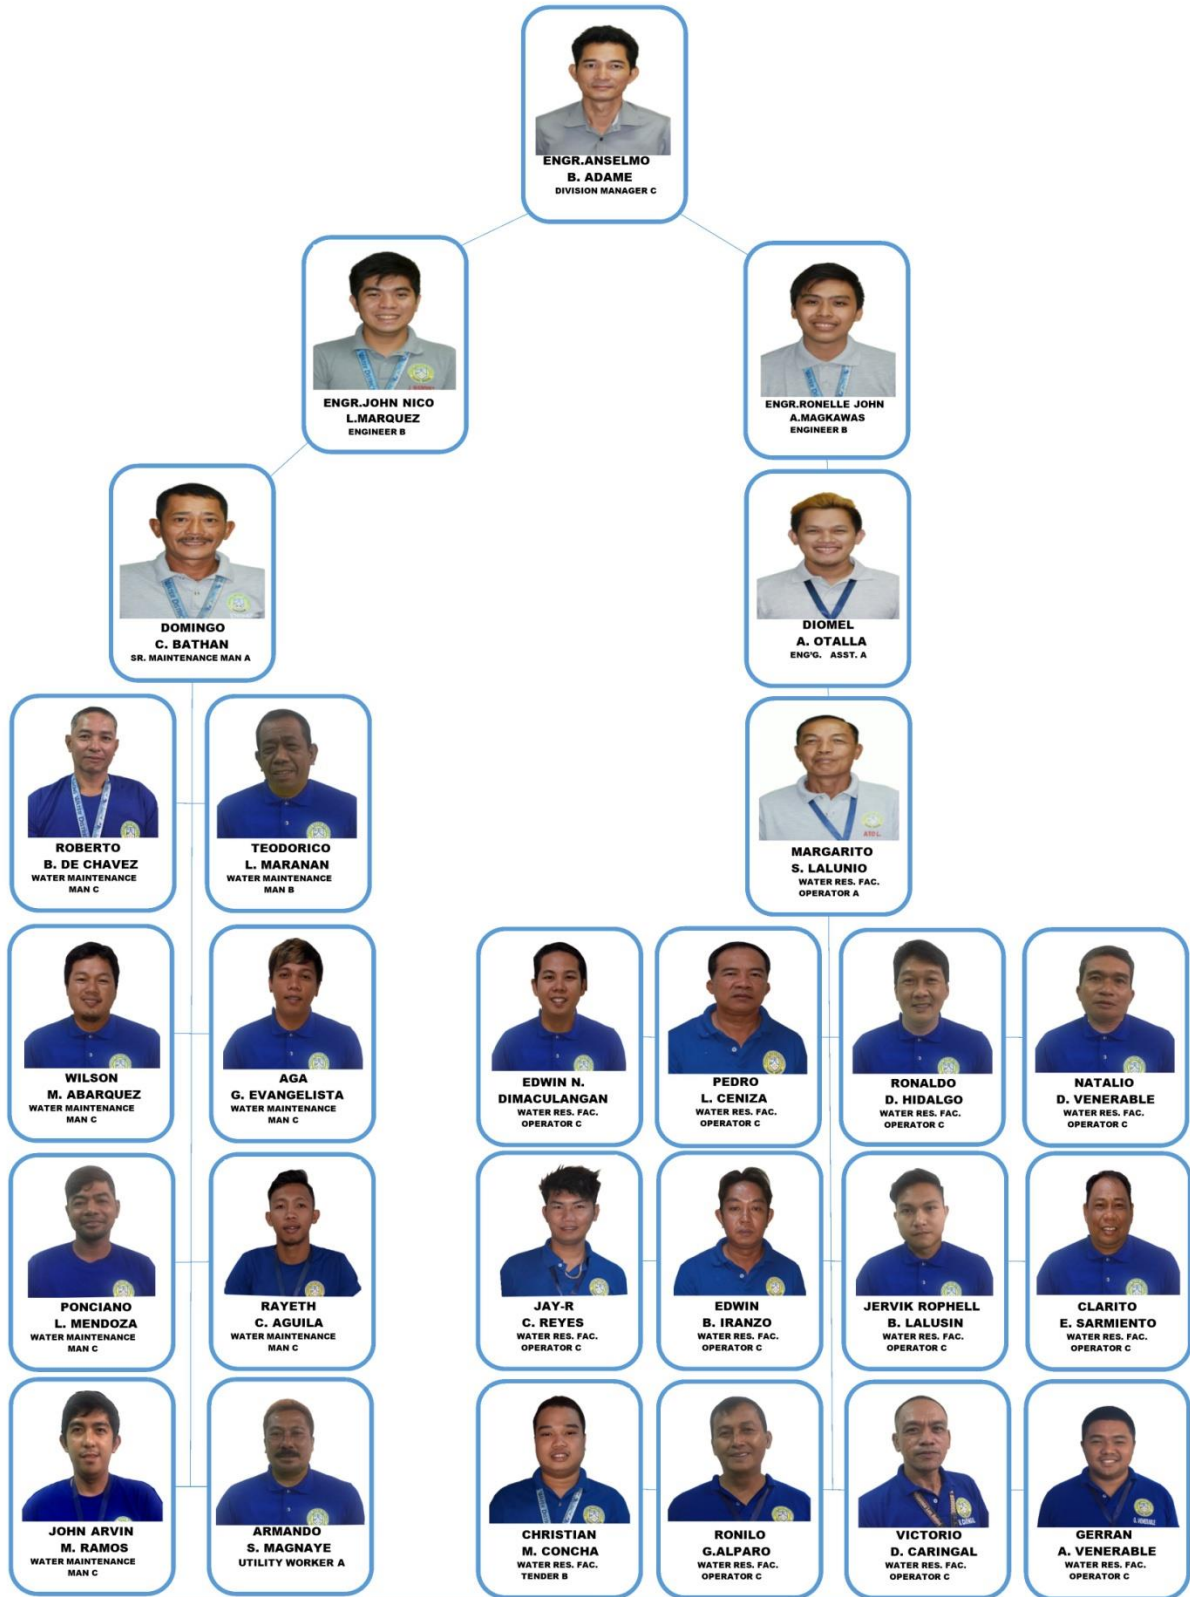 ENGR.ANSELMO
B. ADAME
DIVISION MANAGER C
ENGR.JOHN NICO
L.MARQUEZ
ENGINEER B
ENGR.RONELLE JOHN
A.MAGKAWAS
ENGINEER B
DOMINGO
C. BATHAN
SR. MAINTENANCE MAN A
DIOMEL
A. OTALLA
ENG'G. ASST. A
ROBERTO
B. DE CHAVEZ
WATER MAINTENANCE
MAN C
TEODORICO
L. MARANAN
WATER MAINTENANCE
MAN B
ATO L.
MARGARITO
S. LALUNIO
WATER RES. FAC.
OPERATOR A
WILSON
M. ABARQUEZ
WATER MAINTENANCE
MAN C
AGA
G. EVANGELISTA
WATER MAINTENANCE
MAN C
EDWIN N.
DIMACULANGAN
WATER RES. FAC.
OPERATOR C
PEDRO
L. CENIZA
WATER RES. FAC.
OPERATOR C
RONALDO
D. HIDALGO
WATER RES. FAC.
OPERATOR C
NATALIO
D. VENERABLE
WATER RES. FAC.
OPERATOR C
PONCIANO
L. MENDOZA
WATER MAINTENANCE
MAN C
RAYETH
C. AGUILA
WATER MAINTENANCE
MAN C
JAY-R
C. REYES
WATER RES. FAC.
OPERATOR C
EDWIN
B. IRANZO
WATER RES. FAC.
OPERATOR C
JERVIK ROPHELL
B. LALUSIN
WATER RES. FAC.
OPERATOR C
CLARITO
E. SARMIENTO
WATER RES. FAC.
OPERATOR C
JOHN ARVIN
M. RAMOS
WATER MAINTENANCE
MAN C
ARMANDO
S. MAGNAYE
UTILITY WORKER A
CHRISTIAN
M. CONCHA
WATER RES. FAC.
TENDER B
RONILO
G.ALPARO
WATER RES. FAC.
OPERATOR C
VICTORIO
D. CARINGAL
WATER RES. FAC.
OPERATOR C
G. VENERABLE
GERRAN
A. VENERABLE
WATER RES. FAC.
OPERATOR C